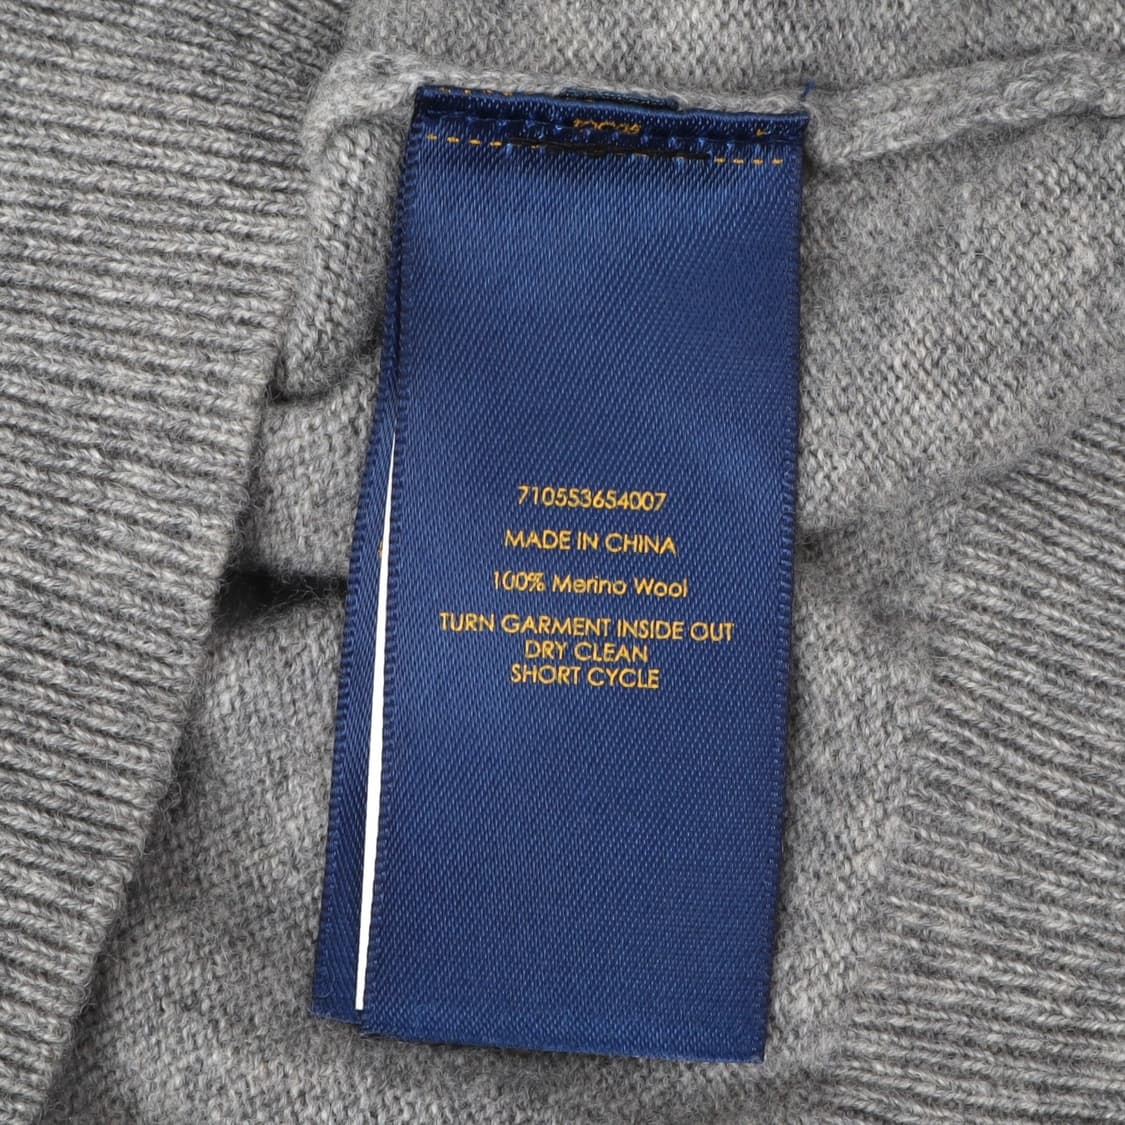 710553654007
MADE IN CHINA
100% Merino Wool
TURN GARMENT INSIDE OUT
DRY CLEAN
SHORT CYCLE